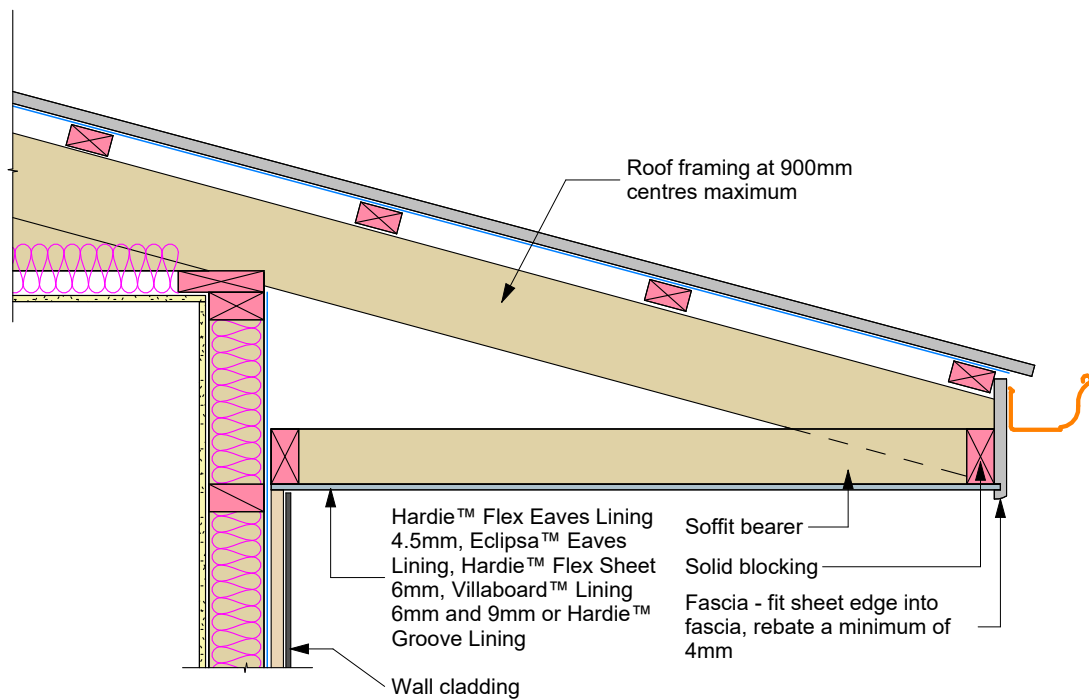 Roof framing at 900mm
centres maximum
Hardie™ Flex Eaves Lining
4.5mm, Eclipsa™ Eaves
Lining, Hardie™ Flex Sheet
6mm, Villaboard™ Lining
6mm and 9mm or Hardie™
Groove Lining
Wall cladding
Soffit bearer
Solid blocking
Fascia - fit sheet edge into
fascia, rebate a minimum of
4mm